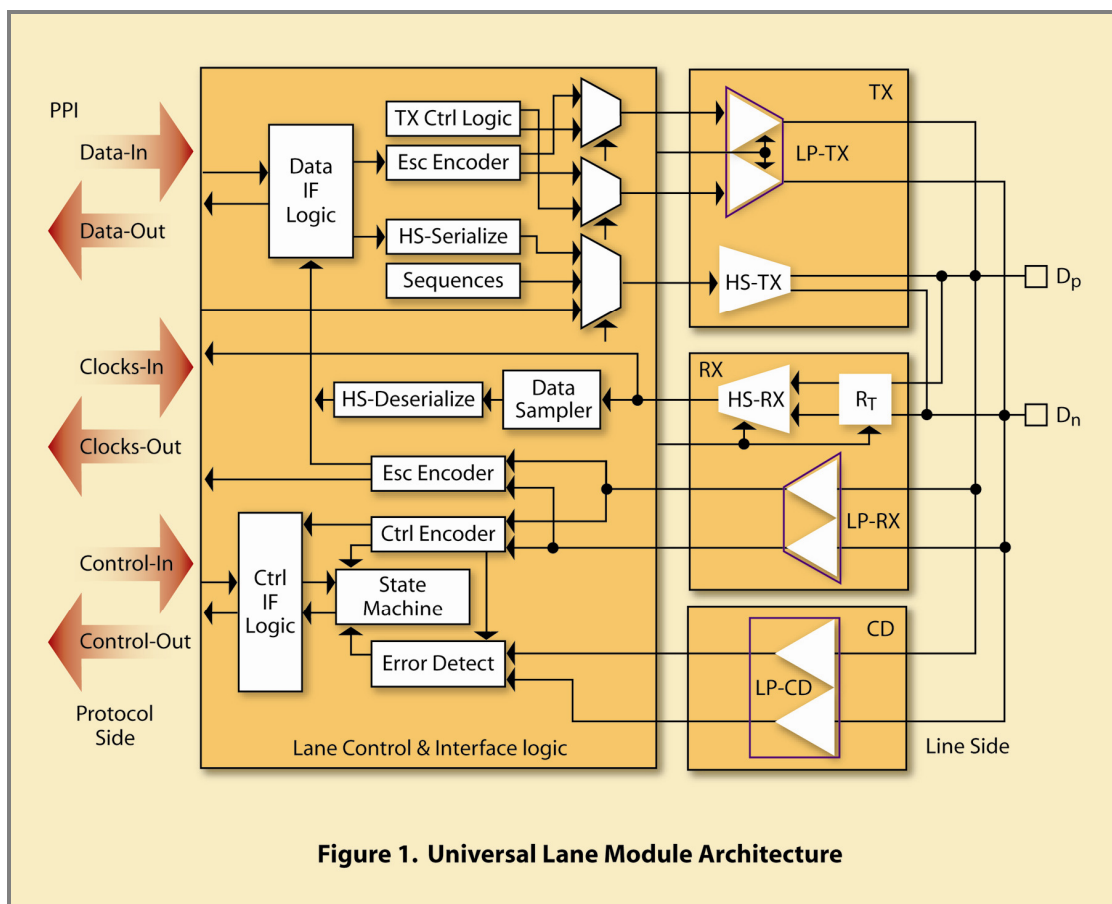 PPI
Data-In
Data-Out
Clocks-In
Clocks-Out
Control-In
Control-Out
Protocol
Side
Data
IF
Logic
TX Ctrl Logic
Esc Encoder
HS-Serialize
Sequences
HS-Deserialize
Data
Sampler
Esc Encoder
Ctrl Encoder
Ctrl
IF
Logic
State
Machine
Error Detect
Lane Control & Interface logic
TX
LP-TX
HS-TX
RX
HS-RX
RT
LP-RX
CD
LP-CD
Dp
Dn
Line Side
Figure 1. Universal Lane Module Architecture